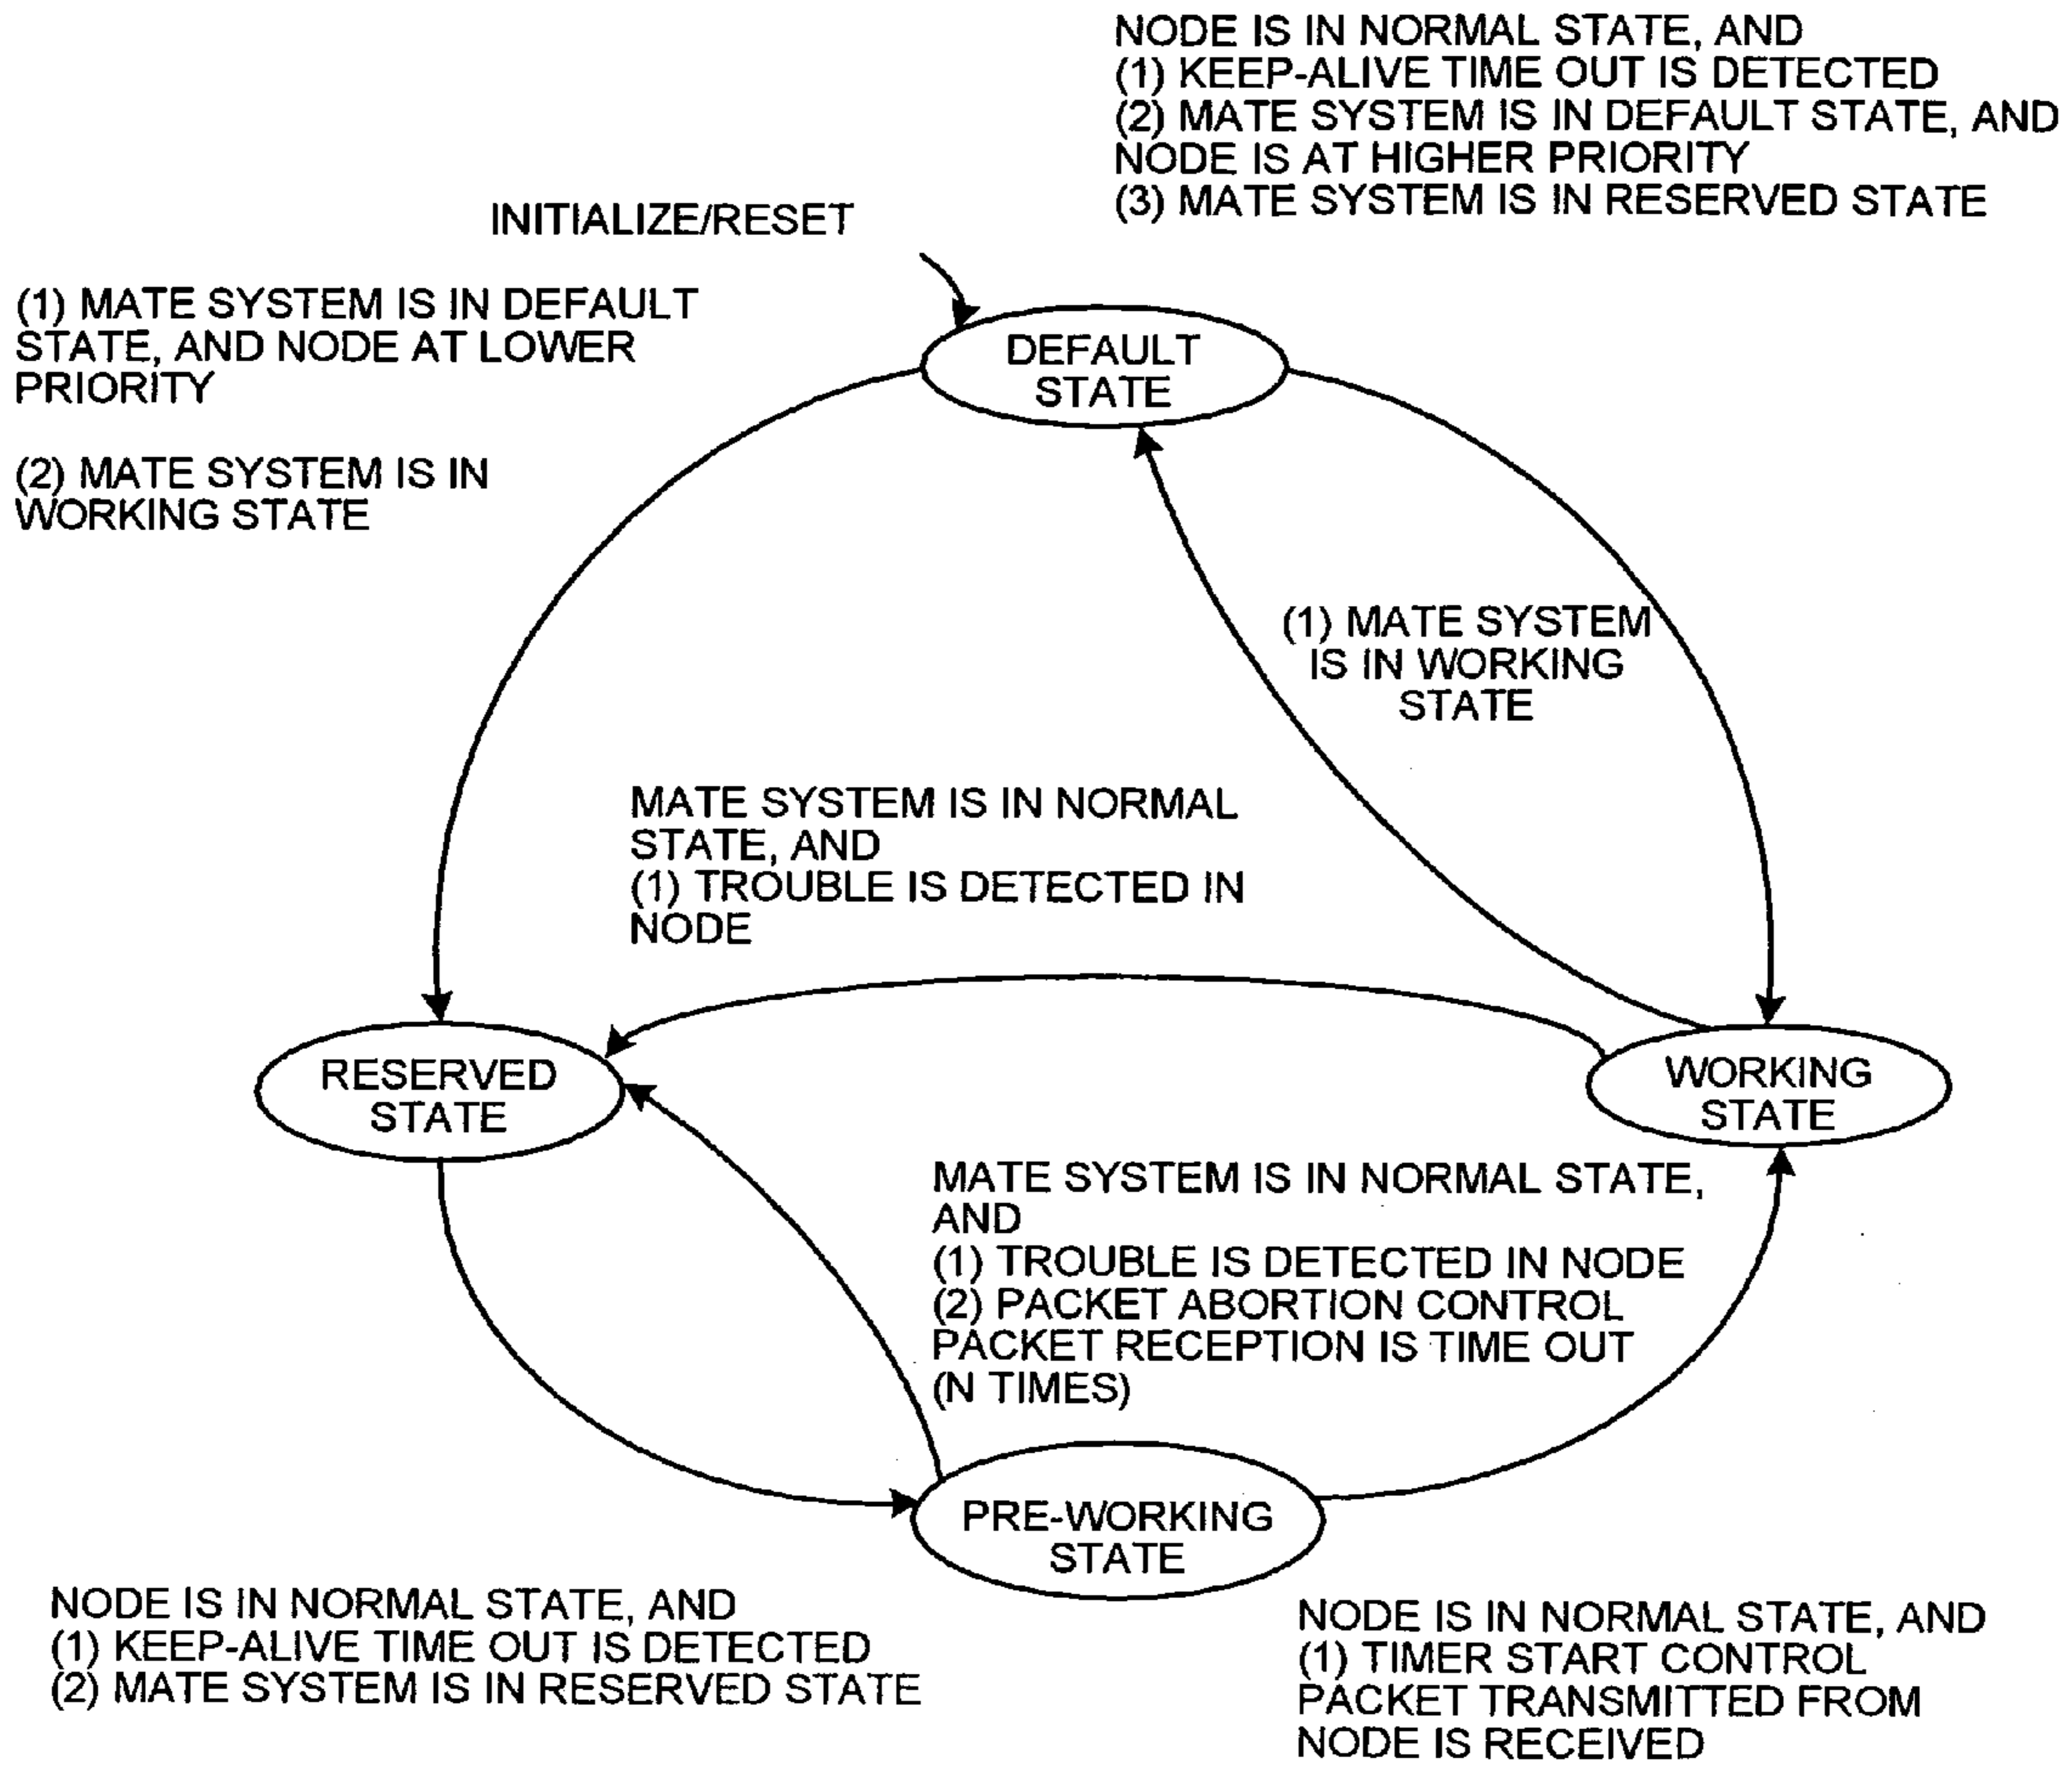 NODE IS IN NORMAL STATE, AND
(1) KEEP-ALIVE TIME OUT IS DETECTED
(2) MATE SYSTEM IS IN DEFAULT STATE, AND
NODE IS AT HIGHER PRIORITY
(3) MATE SYSTEM IS IN RESERVED STATE
INITIALIZE/RESET
(1) MATE SYSTEM IS IN DEFAULT
STATE, AND NODE AT LOWER
PRIORITY
(2) MATE SYSTEM IS IN
WORKING STATE
DEFAULT
STATE
(1) MATE SYSTEM
IS IN WORKING
STATE
MATE SYSTEM IS IN NORMAL
STATE, AND
(1) TROUBLE IS DETECTED IN
NODE
RESERVED
STATE
WORKING
STATE
MATE SYSTEM IS IN NORMAL STATE,
AND
(1) TROUBLE IS DETECTED IN NODE
(2) PACKET ABORTION CONTROL
PACKET RECEPTION IS TIME OUT
(N TIMES)
PRE-WORKING
STATE
NODE IS IN NORMAL STATE, AND
(1) KEEP-ALIVE TIME OUT IS DETECTED
(2) MATE SYSTEM IS IN RESERVED STATE
NODE IS IN NORMAL STATE, AND
(1) TIMER START CONTROL
PACKET TRANSMITTED FROM
NODE IS RECEIVED